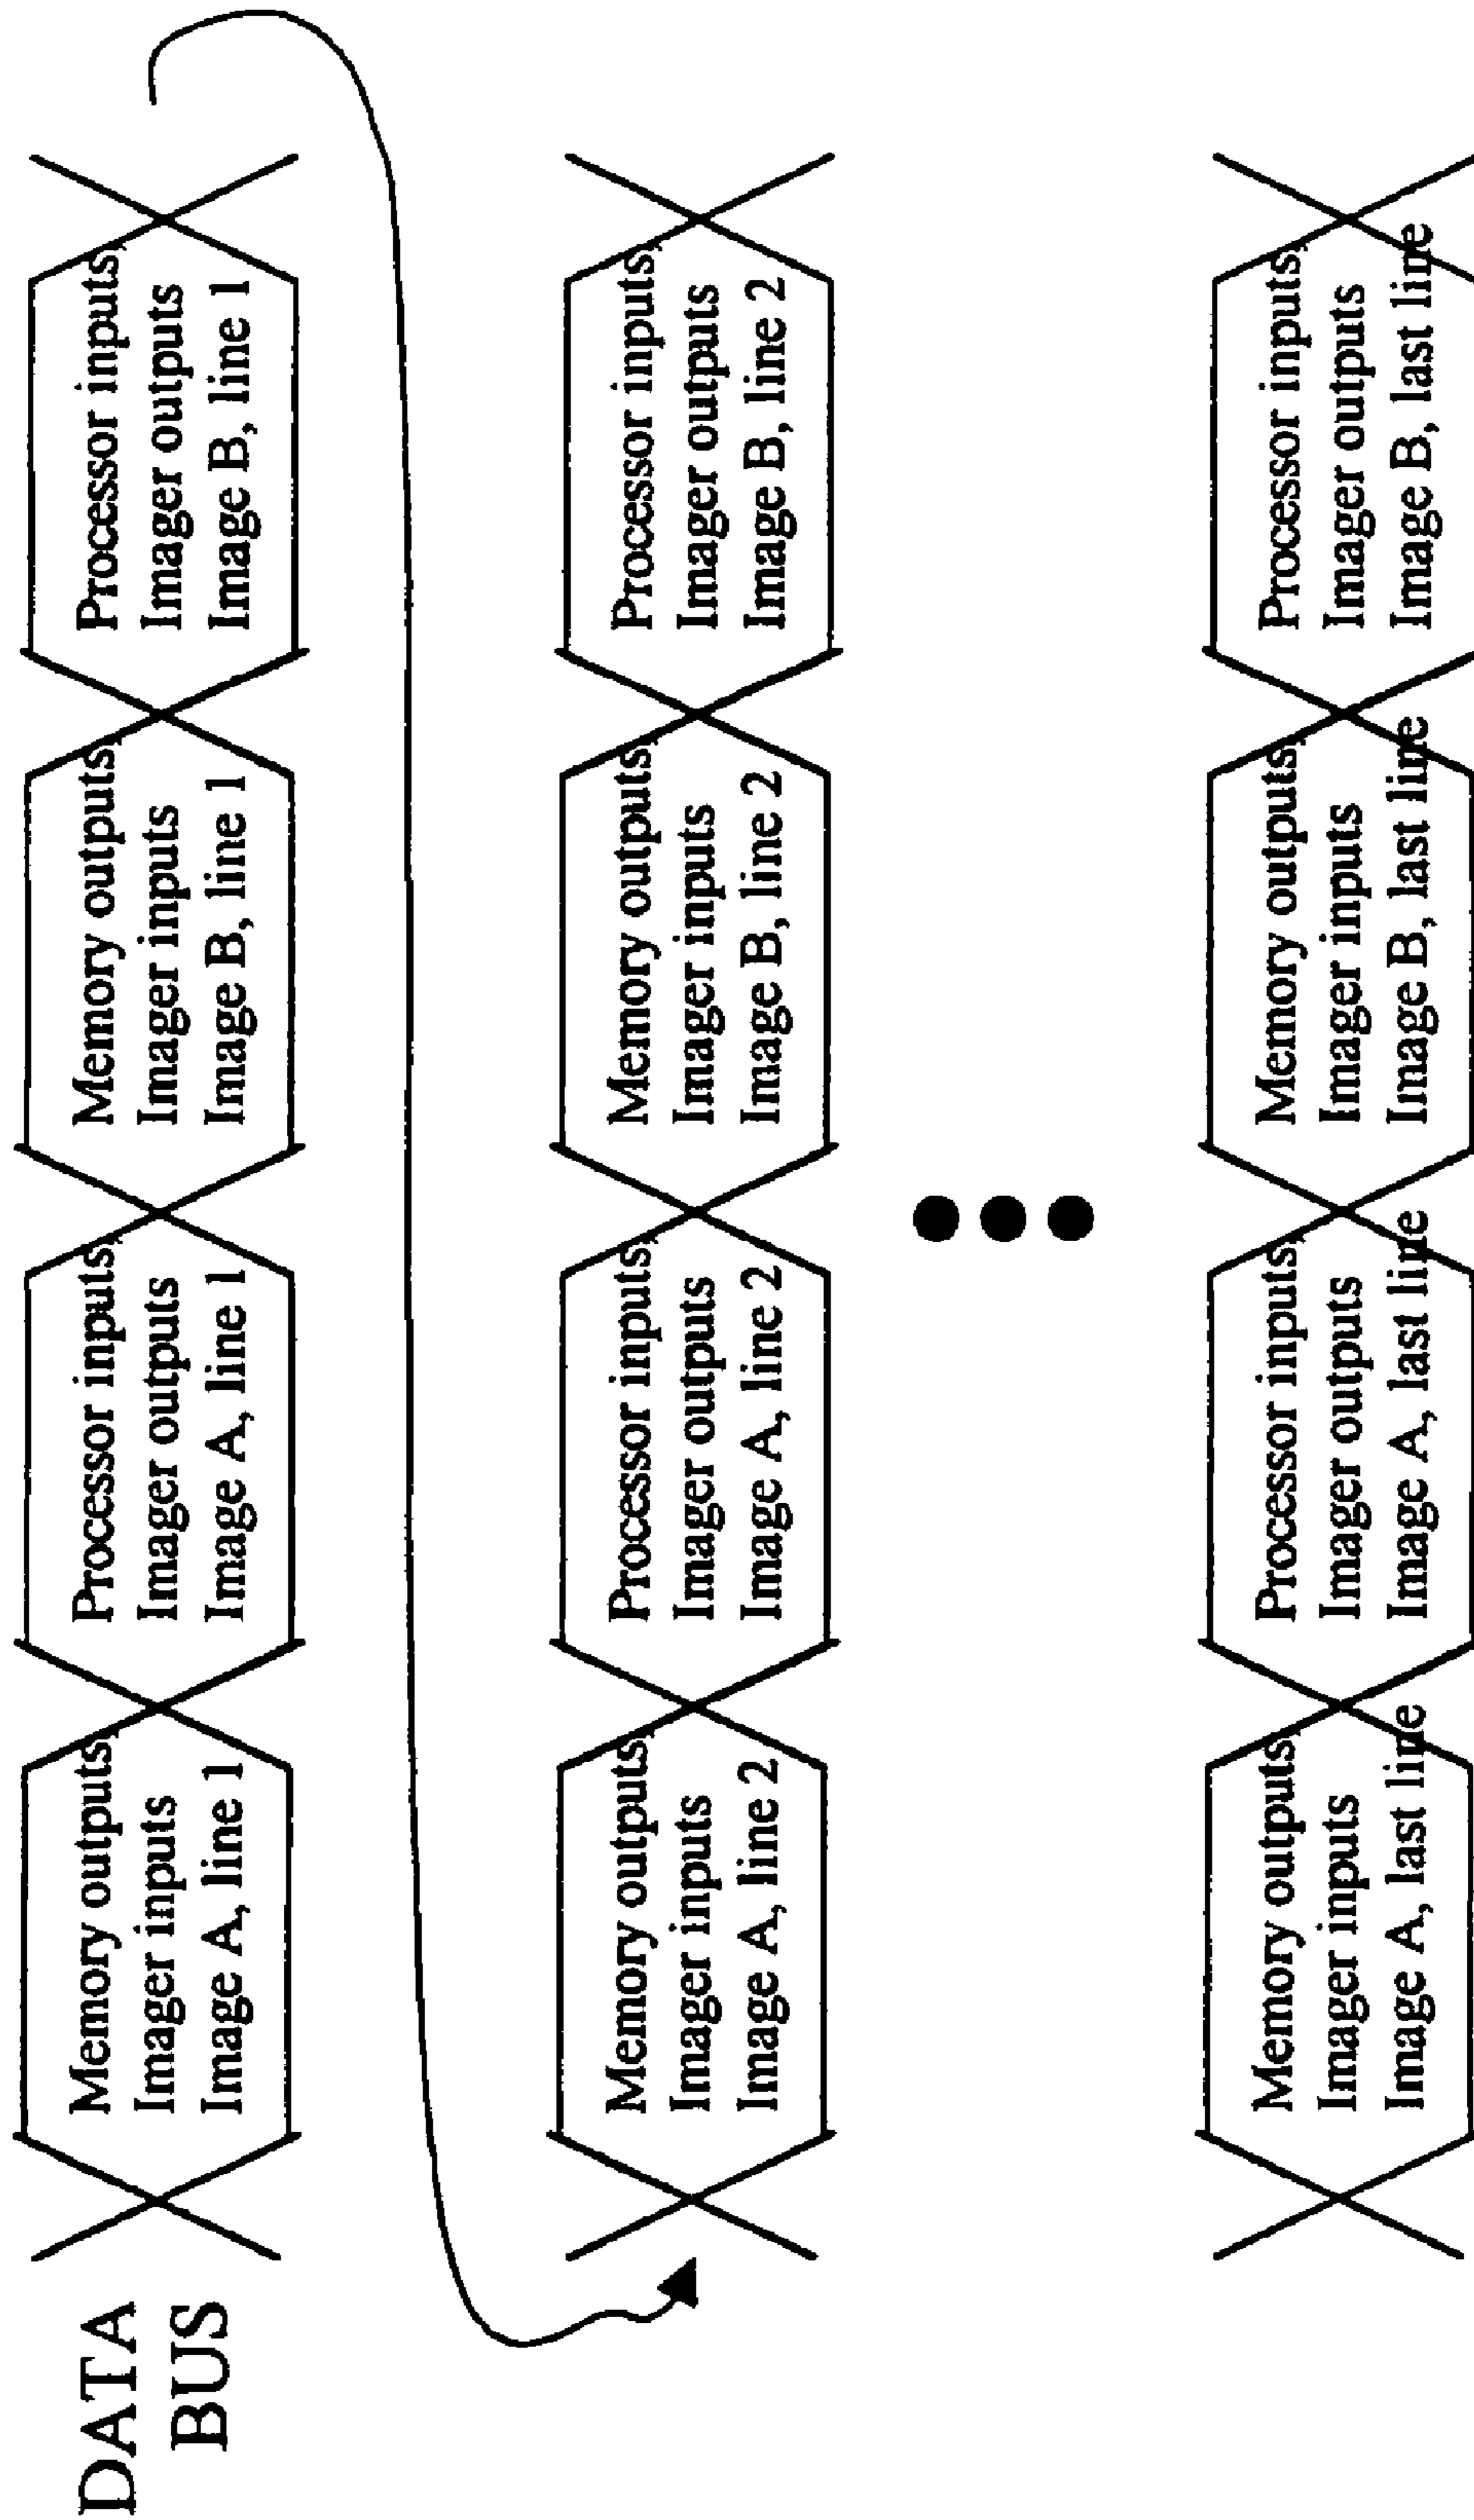 DATA
BUS
Memory outputs,
Imager inputs
Image A, line 1
Processor inputs,
Imager outputs
Image A, line 1
Memory outputs,
Imager inputs
Image B, line 1
Processor inputs,
Imager outputs
Image B, line 1
Memory outputs,
Imager inputs
Image A, line 2
Processor inputs,
Imager outputs
Image A, line 2
Memory outputs,
Imager inputs
Image B, line 2
Processor inputs,
Imager outputs
Image B, line 2
Memory outputs,
Imager inputs
Image A, last line
Processor inputs,
Imager outputs
Image A, last line
Memory outputs,
Imager inputs
Image B, last line
Processor inputs,
Imager outputs
Image B, last line